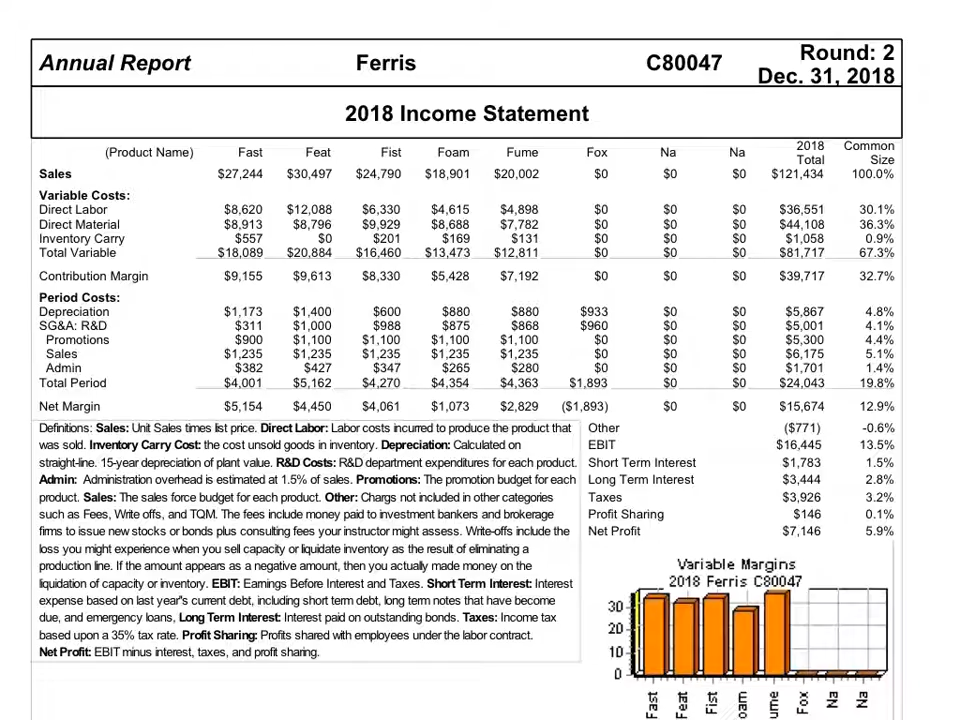 Annual Report Ferris C80047 Round: 2
Dec. 31, 2018
2018 Income Statement
(Product Name) Fast Feat Fist Foam Fume Fox Na Na 2018 Total Common Size
Sales $27,244 $30,497 $24,790 $18,901 $20,002 $0 $0 $0 $121,434 100.0%
Variable Costs:
Direct Labor $8,620 $12,088 $6,330 $4,615 $4,898 $0 $0 $0 $36,551 30.1%
Direct Material $8,913 $8,796 $9,929 $8,688 $7,782 $0 $0 $0 $44,108 36.3%
Inventory Carry $557 $0 $201 $169 $131 $0 $0 $0 $1,058 0.9%
Total Variable $18,089 $20,884 $16,460 $13,473 $12,811 $0 $0 $0 $81,717 67.3%
Contribution Margin $9,155 $9,613 $8,330 $5,428 $7,192 $0 $0 $0 $39,717 32.7%
Period Costs:
Depreciation $1,173 $1,400 $600 $880 $880 $933 $0 $0 $5,867 4.8%
SG&A: R&D $311 $1,000 $988 $875 $868 $960 $0 $0 $5,001 4.1%
Promotions $900 $1,100 $1,100 $1,100 $1,100 $0 $0 $0 $5,300 4.4%
Sales $1,235 $1,235 $1,235 $1,235 $1,235 $0 $0 $0 $6,175 5.1%
Admin $382 $427 $347 $265 $280 $0 $0 $0 $1,701 1.4%
Total Period $4,001 $5,162 $4,270 $4,354 $4,363 $1,893 $0 $0 $24,043 19.8%
Net Margin $5,154 $4,450 $4,061 $1,073 $2,829 ($1,893) $0 $0 $15,674 12.9%
Definitions: Sales: Unit Sales times list price. Direct Labor: Labor costs incurred to produce the product that
was sold. Inventory Carry Cost: the cost unsold goods in inventory. Depreciation: Calculated on
straight-line. 15-year depreciation of plant value. R&D Costs: R&D department expenditures for each product.
Admin: Administration overhead is estimated at 1.5% of sales. Promotions: The promotion budget for each
product. Sales: The sales force budget for each product. Other: Chargs not included in other categories
such as Fees, Write offs, and TQM. The fees include money paid to investment bankers and brokerage
firms to issue new stocks or bonds plus consulting fees your instructor might assess. Write-offs include the
loss you might experience when you sell capacity or liquidate inventory as the result of eliminating a
production line. If the amount appears as a negative amount, then you actually made money on the
liquidation of capacity or inventory. EBIT: Earnings Before Interest and Taxes. Short Term Interest: Interest
expense based on last year"s current debt, including short term debt, long term notes that have become
due, and emergency loans, Long Term Interest: Interest paid on outstanding bonds. Taxes: Income tax
based upon a 35% tax rate. Profit Sharing: Profits shared with employees under the labor contract.
Net Profit: EBIT minus interest, taxes, and profit sharing.
Other ($771) -0.6%
EBIT $16,445 13.5%
Short Term Interest $1,783 1.5%
Long Term Interest $3,444 2.8%
Taxes $3,926 3.2%
Profit Sharing $146 0.1%
Net Profit $7,146 5.9%
Variable Margins
2018 Ferris C80047
30
20
10
0
Fast
Feat
Fist
oam
ume
Fox
Na
Na